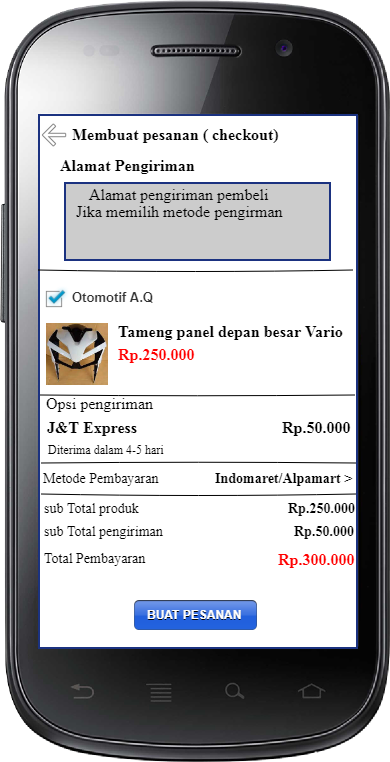 Membuat pesanan ( checkout)
Alamat Pengiriman
Alamat pengiriman pembeli
Jika memilih metode pengirman
Otomotif A.Q
Tameng panel depan besar Vario
Rp.250.000
Opsi pengiriman
J&T Express Rp.50.000
Diterima dalam 4-5 hari
Metode Pembayaran Indomaret/Alpamart >
sub Total produk Rp.250.000
sub Total pengiriman Rp.50.000
Total Pembayaran Rp.300.000
BUAT PESANAN